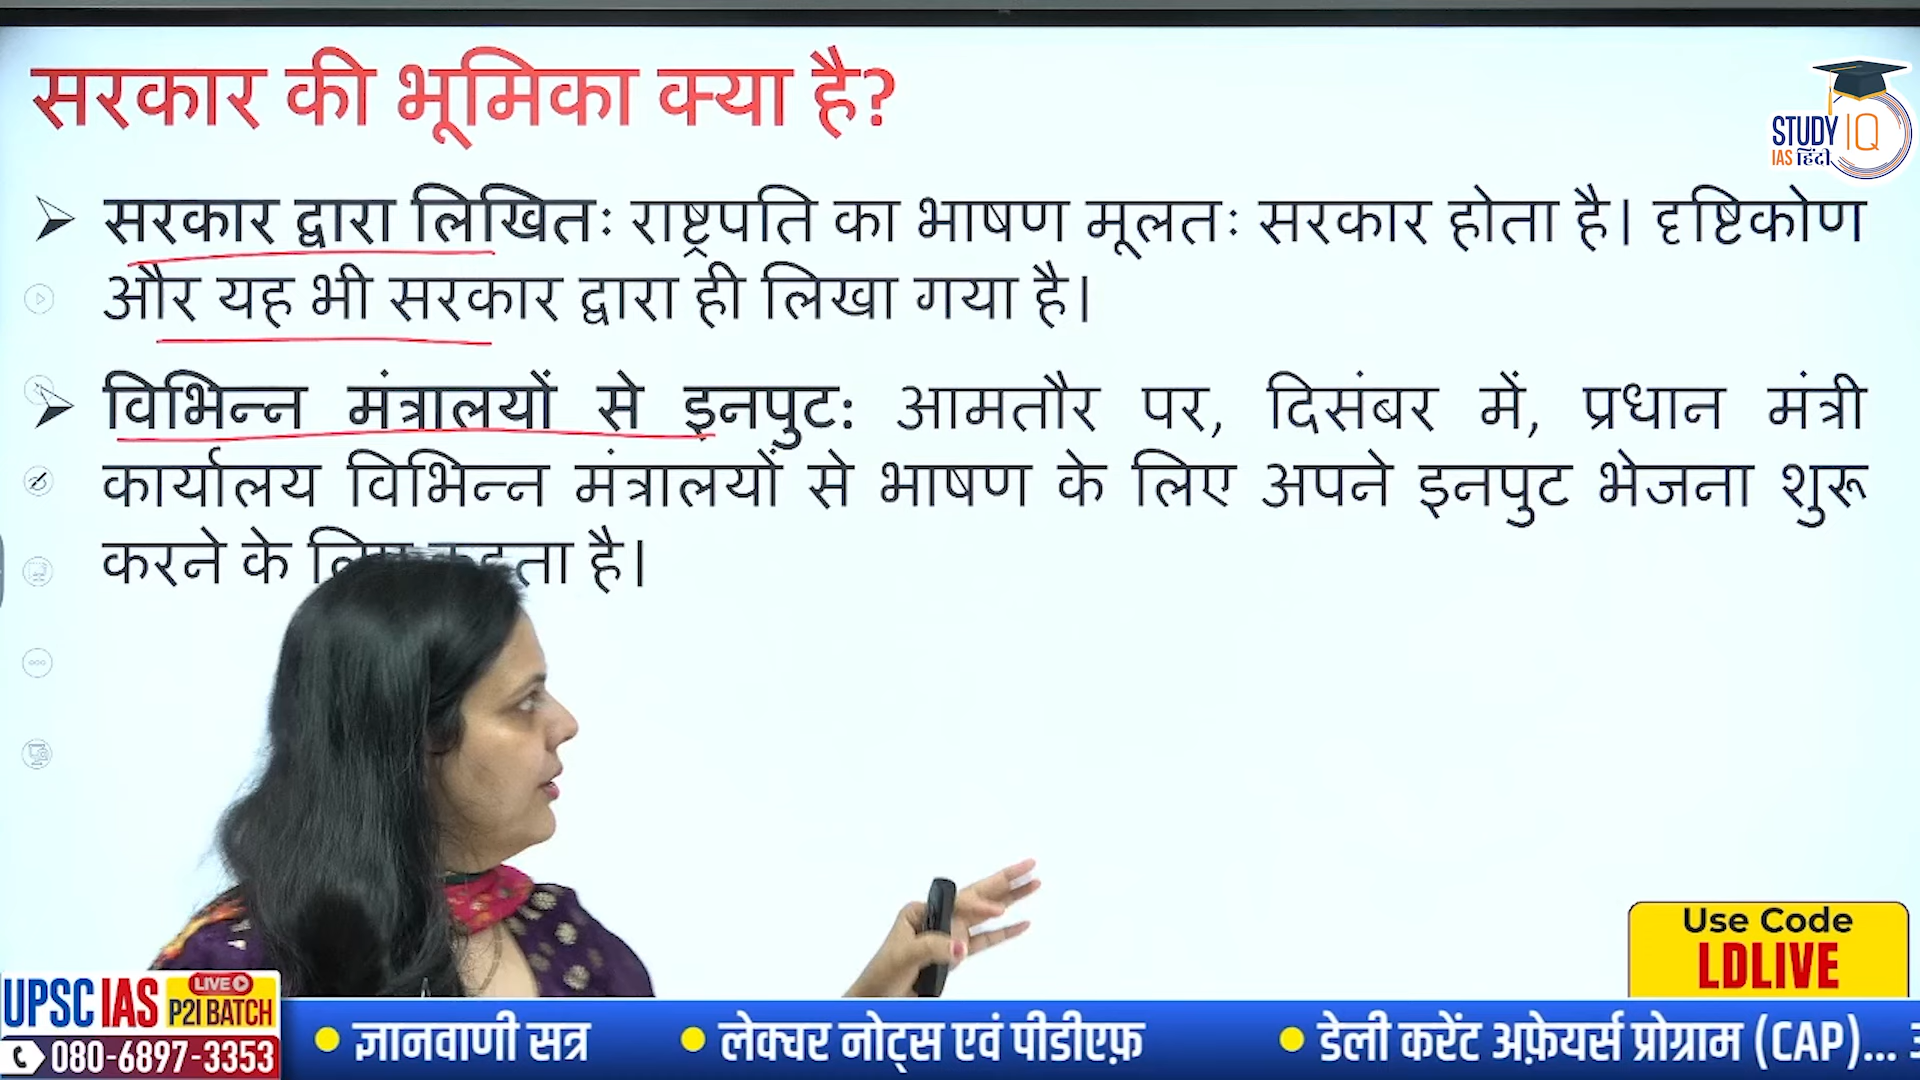 सरकार की भूमिका क्या है?
STUDY IQ
IAS हिंदी
सरकार द्वारा लिखितः राष्ट्रपति का भाषण मूलतः सरकार होता है। दृष्टिकोण
और यह भी सरकार द्वारा ही लिखा गया है।
विभिन्न मंत्रालयों से इनपुटः आमतौर पर, दिसंबर में, प्रधान मंत्री
कार्यालय विभिन्न मंत्रालयों से भाषण के लिए अपने इनपुट भेजना शुरू
करने के है।
Use Code
LDLIVE
UPSC IAS LIVE P2I BATCH
080-6897-3353
ज्ञानवाणी सत्र
लेक्चर नोट्स एवं पीडीएफ़
डेली करेंट अफ़ेयर्स प्रोग्राम (CAP)...